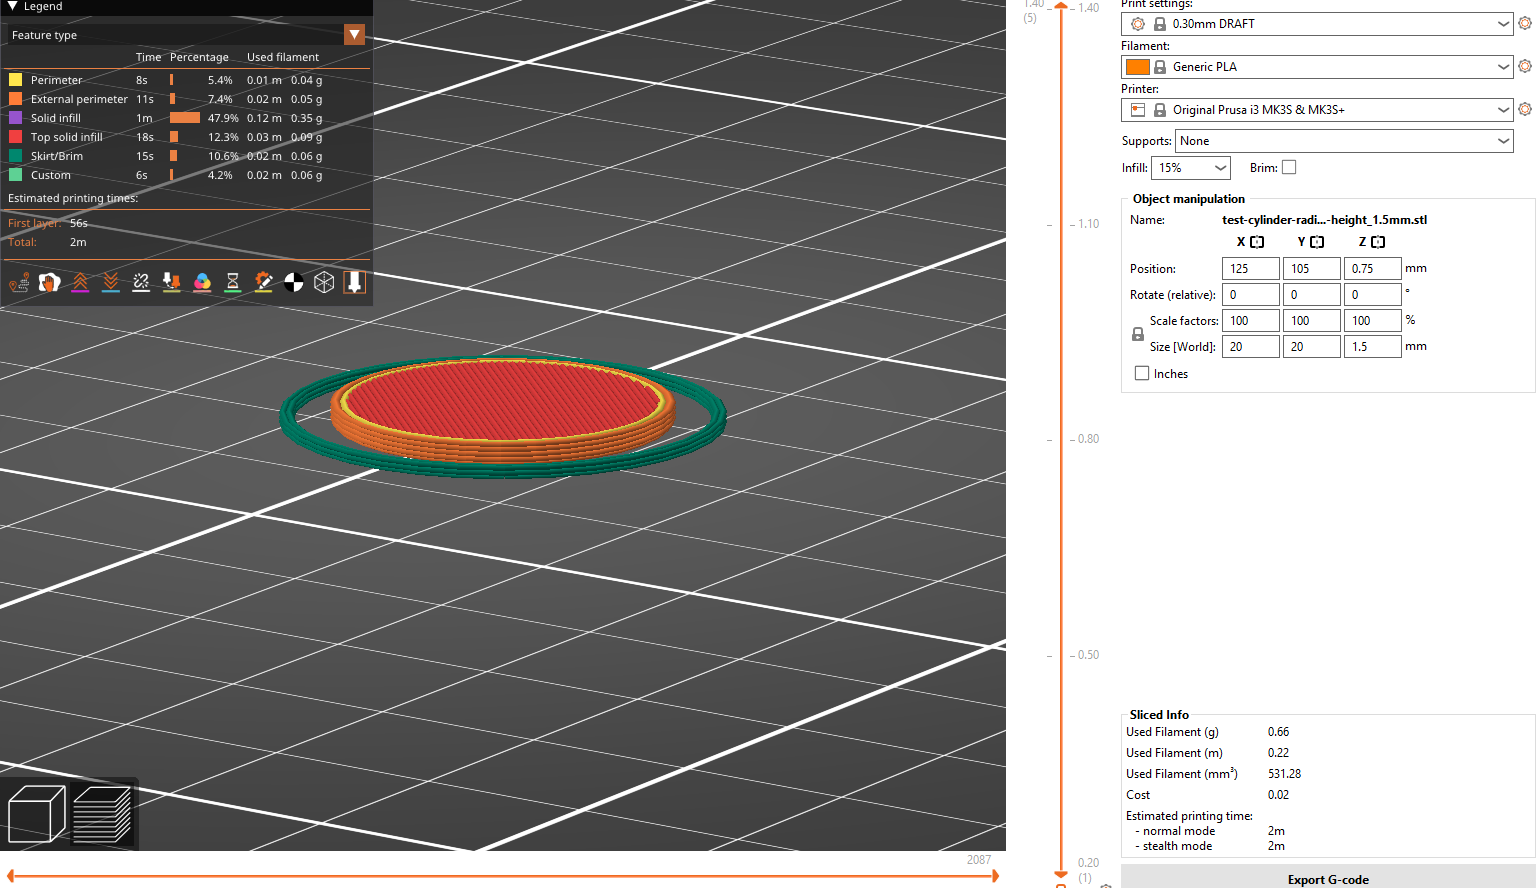 Legend
Feature type
Time Percentage Used filament
Perimeter 8s 5.4% 0.01 m 0.04 g
External perimeter 11s 7.4% 0.02 m 0.05 g
Solid infill 1m 47.9% 0.12 m 0.35 g
Top solid infill 18s 12.3% 0.03 m 0.09 g
Skirt/Brim 15s 10.6% 0.02 m 0.06 g
Custom 6s 4.2% 0.02 m 0.06 g
Estimated printing times:
First layer: 56s
Total: 2m
1.40
(5)
1.40
1.10
0.80
0.50
0.20
(1)
2087
Print settings:
0.30mm DRAFT
Filament:
Generic PLA
Printer:
Original Prusa i3 MK3S & MK3S+
Supports: None
Infill: 15% Brim:
Object manipulation
Name: test-cylinder-radi...-height_1.5mm.stl
X Y Z
Position: 125 105 0.75 mm
Rotate (relative): 0 0 0 °
Scale factors: 100 100 100 %
Size [World]: 20 20 1.5 mm
Inches
Sliced Info
Used Filament (g) 0.66
Used Filament (m) 0.22
Used Filament (mm³) 531.28
Cost 0.02
Estimated printing time:
- normal mode 2m
- stealth mode 2m
Export G-code